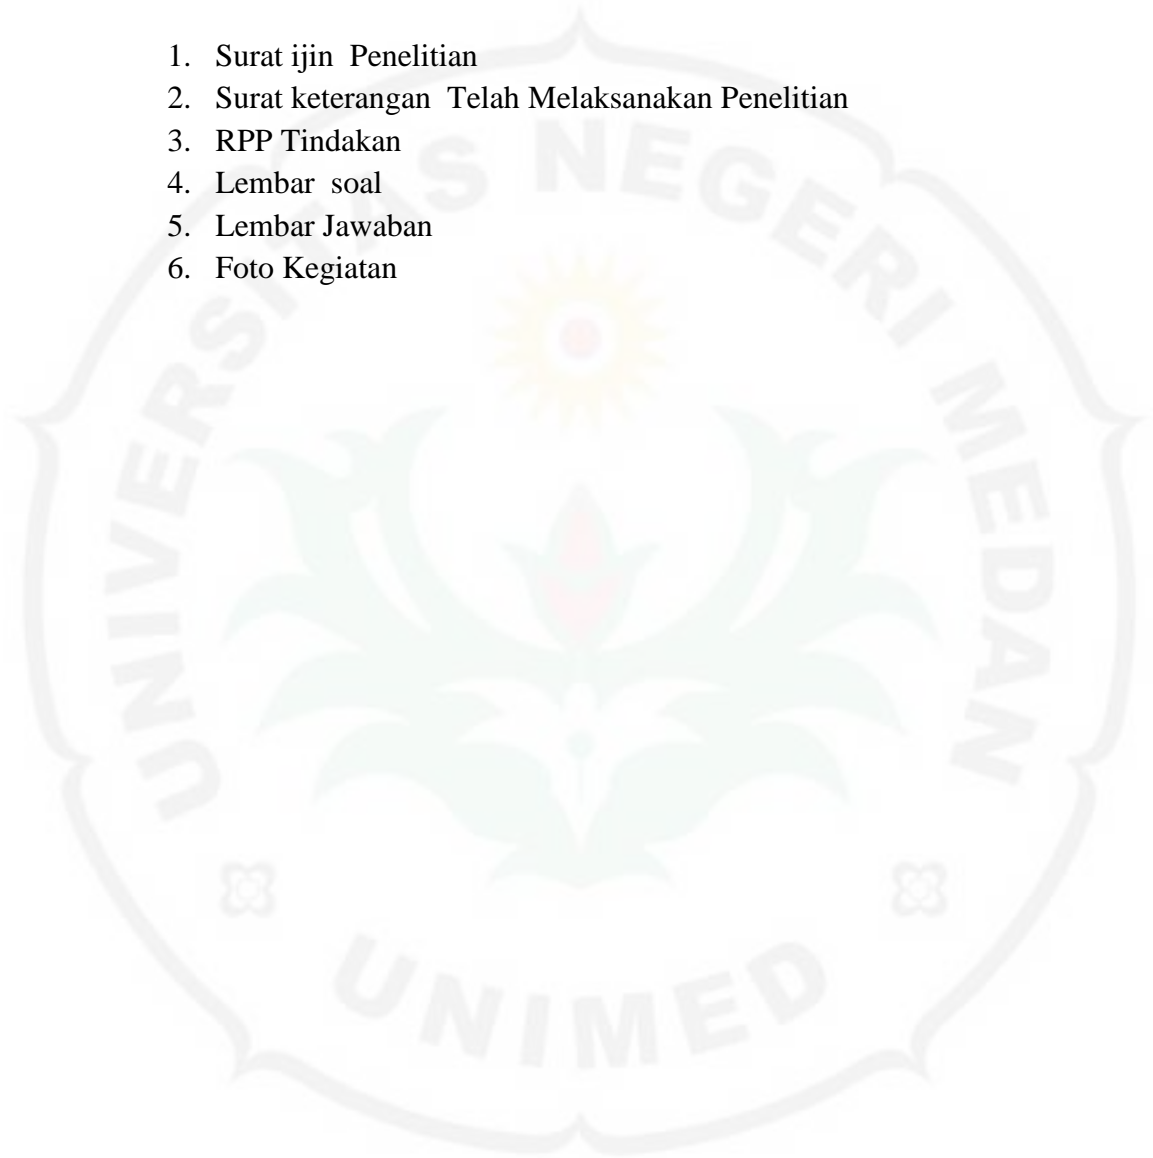 1. Surat ijin Penelitian
2. Surat keterangan Telah Melaksanakan Penelitian
3. RPP Tindakan
4. Lembar soal
5. Lembar Jawaban
6. Foto Kegiatan
UNIVERSITAS NEGERI MEDAN
UNIMED